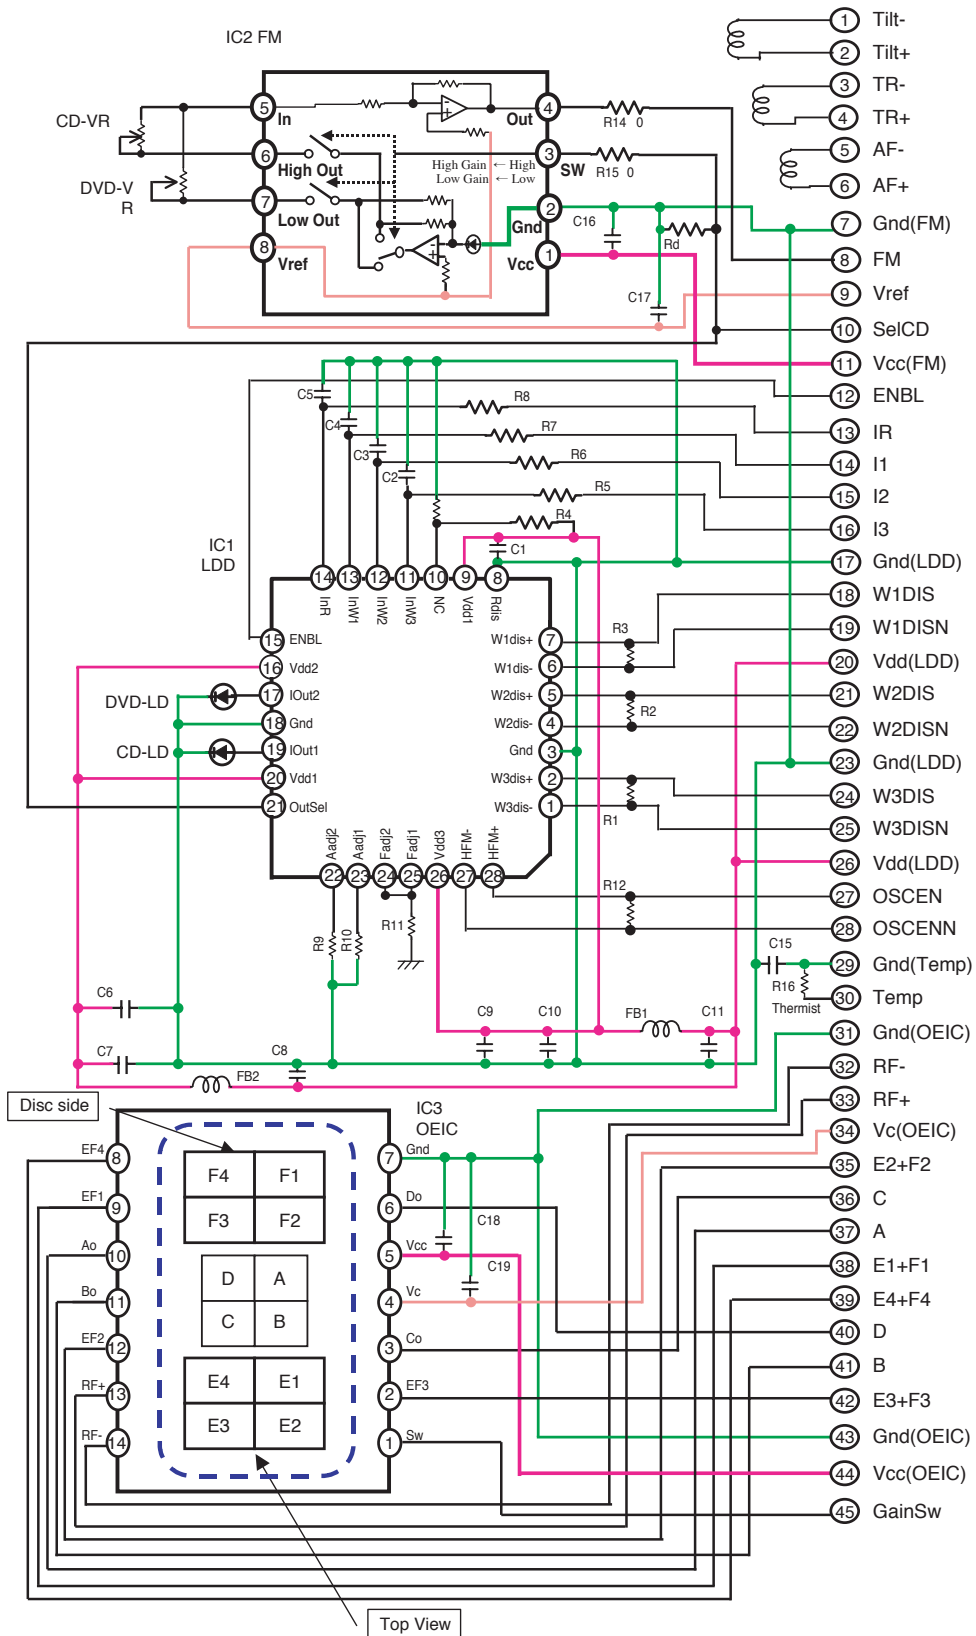 IC2 FM
5
In
4
Out
R14 0
CD-VR
6
High Out
3
SW
R15 0
High Gain ← High
Low Gain ← Low
DVD-V
R
7
Low Out
2
Gnd
C16
Rd
8
Vref
1
Vcc
C17
1 Tilt-
2 Tilt+
3 TR-
4 TR+
5 AF-
6 AF+
7 Gnd(FM)
8 FM
9 Vref
10 SelCD
11 Vcc(FM)
12 ENBL
13 IR
14 I1
15 I2
16 I3
17 Gnd(LDD)
18 W1DIS
19 W1DISN
20 Vdd(LDD)
21 W2DIS
22 W2DISN
23 Gnd(LDD)
24 W3DIS
25 W3DISN
26 Vdd(LDD)
27 OSCEN
28 OSCENN
29 Gnd(Temp)
30 Temp
31 Gnd(OEIC)
32 RF-
33 RF+
34 Vc(OEIC)
35 E2+F2
36 C
37 A
38 E1+F1
39 E4+F4
40 D
41 B
42 E3+F3
43 Gnd(OEIC)
44 Vcc(OEIC)
45 GainSw
C5
R8
C4
R7
C3
R6
C2
R5
R4
C1
IC1
LDD
14 InR
13 InW1
12 InW2
11 InW3
10 NC
9 Vdd1
8 Rdis
15 ENBL
16 Vdd2
DVD-LD
17 IOut2
18 Gnd
CD-LD
19 IOut1
20 Vdd1
21 OutSel
W1dis+ 7
W1dis- 6
W2dis+ 5
W2dis- 4
Gnd 3
W3dis+ 2
W3dis- 1
R3
R2
R1
Aadj2 22
Aadj1 23
Fadj2 24
Fadj1 25
Vdd3 26
HFM- 27
HFM+ 28
R12
R9
R10
R11
C15
R16
Thermist
C6
C7
C8
C9
C10
FB1
C11
FB2
Disc side
IC3
OEIC
EF4 8
EF1 9
Ao 10
Bo 11
EF2 12
RF+ 13
RF- 14
7 Gnd
6 Do
5 Vcc
4 Vc
3 Co
2 EF3
1 Sw
C18
C19
F4 F1
F3 F2
D A
C B
E4 E1
E3 E2
Top View